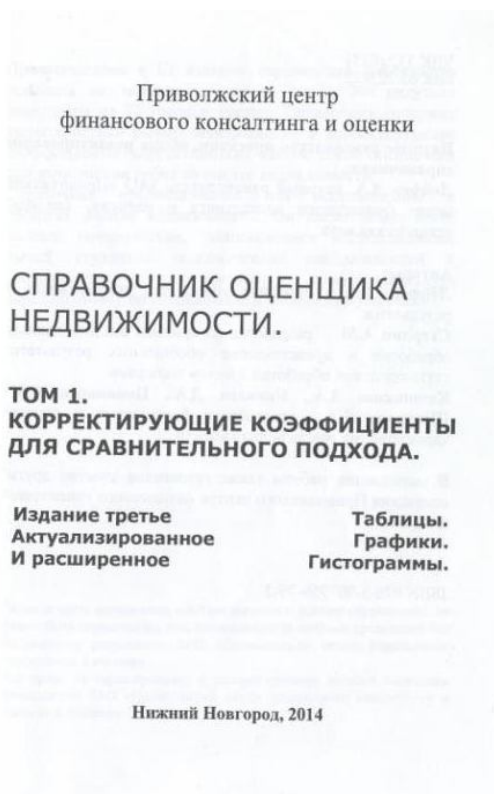 Приволжский центр
финансового консалтинга и оценки
СПРАВОЧНИК ОЦЕНЩИКА
НЕДВИЖИМОСТИ.
ТОМ 1.
КОРРЕКТИРУЮЩИЕ КОЭФФИЦИЕНТЫ
ДЛЯ СРАВНИТЕЛЬНОГО ПОДХОДА.
Издание третье Таблицы.
Актуализированное Графики.
И расширенное Гистограммы.
Нижний Новгород, 2014